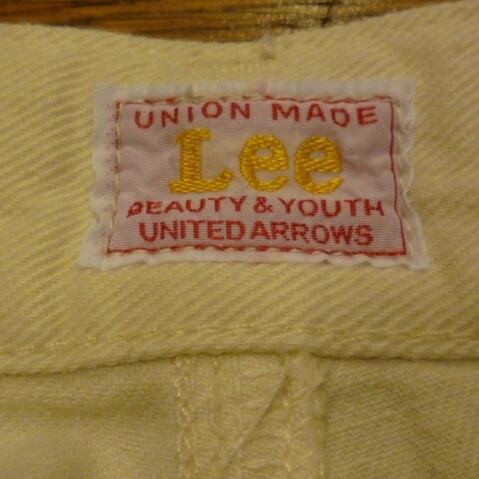 UNION MADE
Lee
BEAUTY & YOUTH
UNITED ARROWS